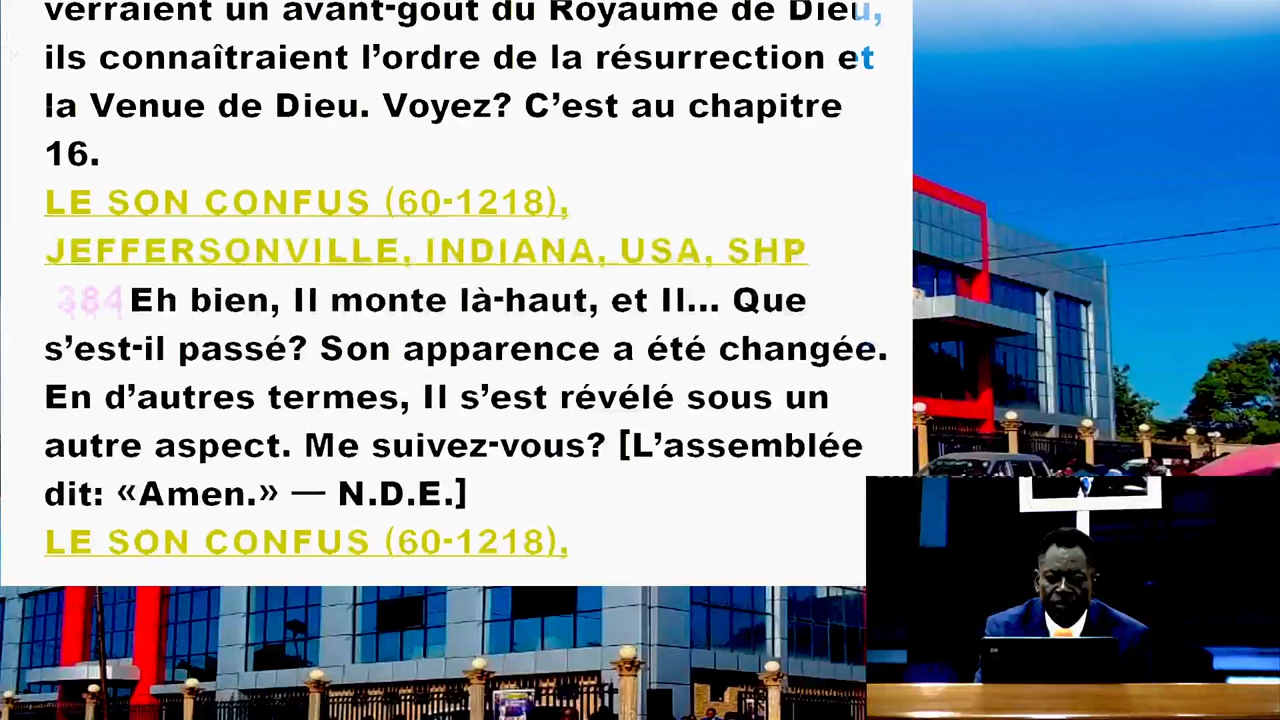 verraient un avant-goût du Royaume de Dieu,
ils connaîtraient l’ordre de la résurrection et
la Venue de Dieu. Voyez? C’est au chapitre
16.
LE SON CONFUS (60-1218),
JEFFERSONVILLE, INDIANA, USA, SHP
384 Eh bien, Il monte là-haut, et Il... Que
s’est-il passé? Son apparence a été changée.
En d’autres termes, Il s’est révélé sous un
autre aspect. Me suivez-vous? [L’assemblée
dit: «Amen.» — N.D.E.]
LE SON CONFUS (60-1218),